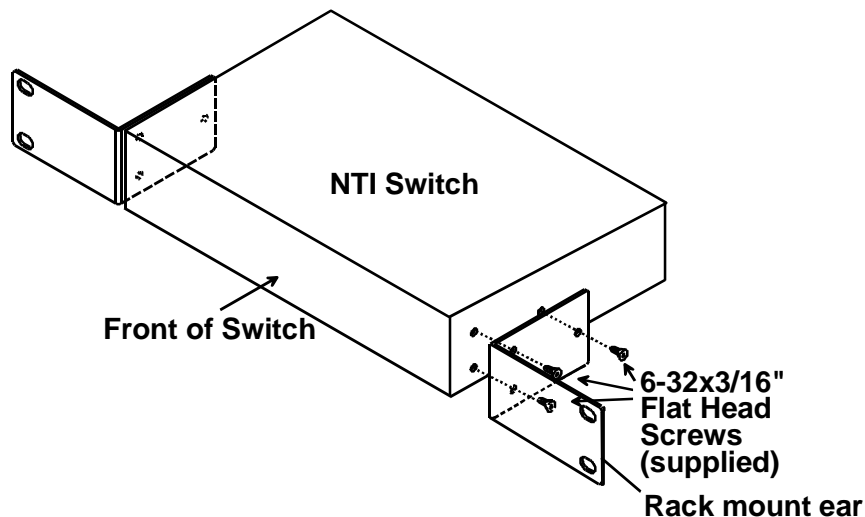 NTI Switch
Front of Switch
6-32x3/16"
Flat Head
Screws
(supplied)
Rack mount ear